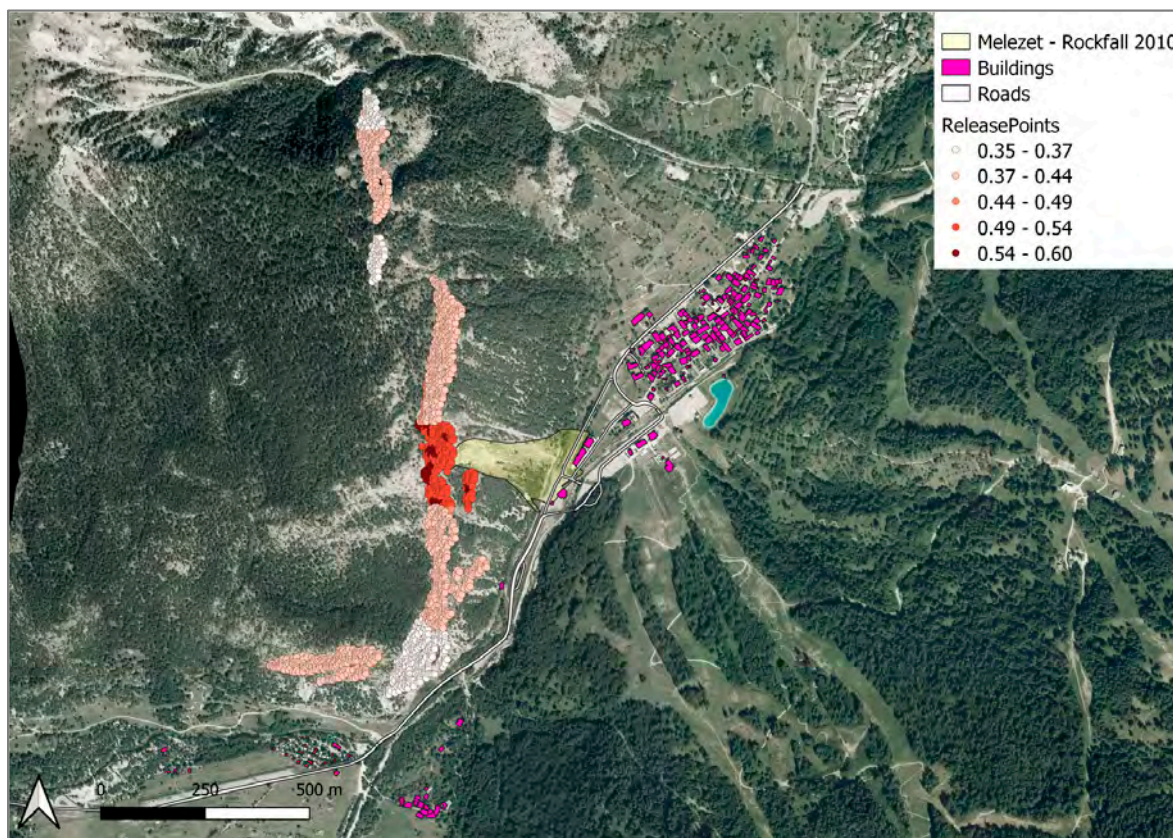 Melezet - Rockfall 2010
Buildings
Roads
ReleasePoints
0.35 - 0.37
0.37 - 0.44
0.44 - 0.49
0.49 - 0.54
0.54 - 0.60
0 250 500 m